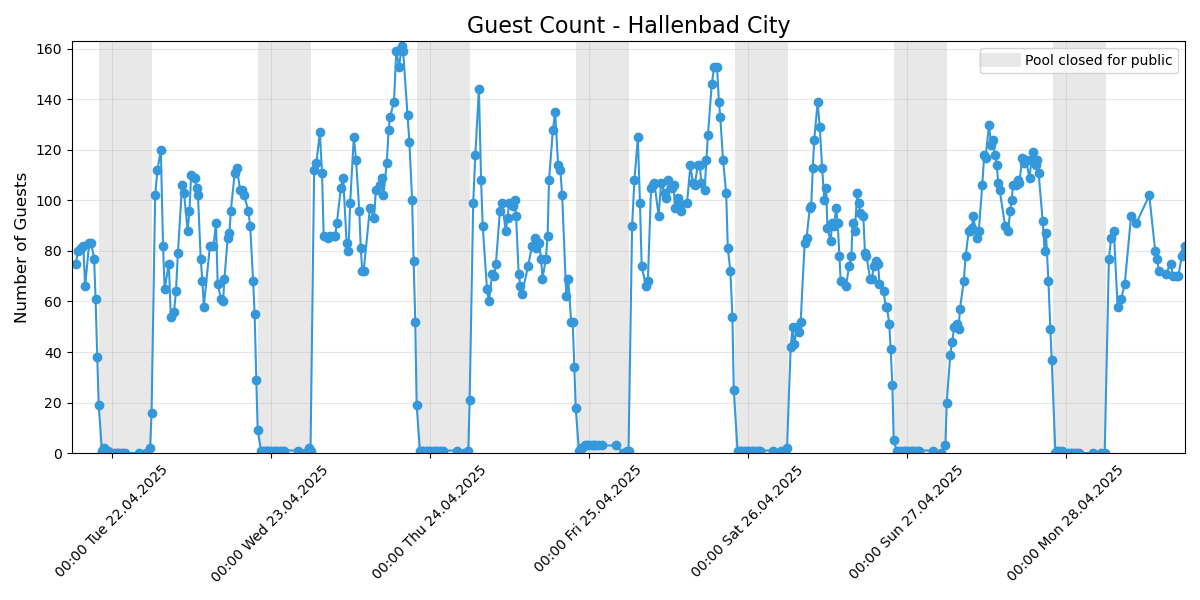 Guest Count - Hallenbad City
Pool closed for public
Number of Guests
160
140
120
100
80
60
40
20
0
00:00 Tue 22.04.2025
00:00 Wed 23.04.2025
00:00 Thu 24.04.2025
00:00 Fri 25.04.2025
00:00 Sat 26.04.2025
00:00 Sun 27.04.2025
00:00 Mon 28.04.2025